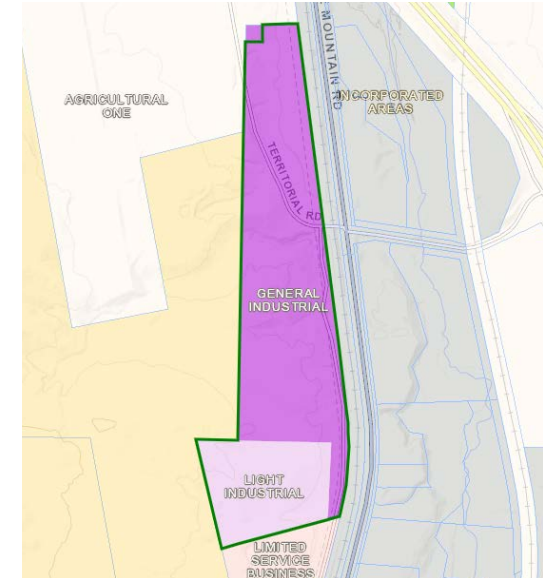 MOUNTAIN RD
AGRICULTURAL
ONE
INCORPORATED
AREAS
TERRITORIAL RD
GENERAL
INDUSTRIAL
LIGHT
INDUSTRIAL
LIMITED
SERVICE
BUSINESS